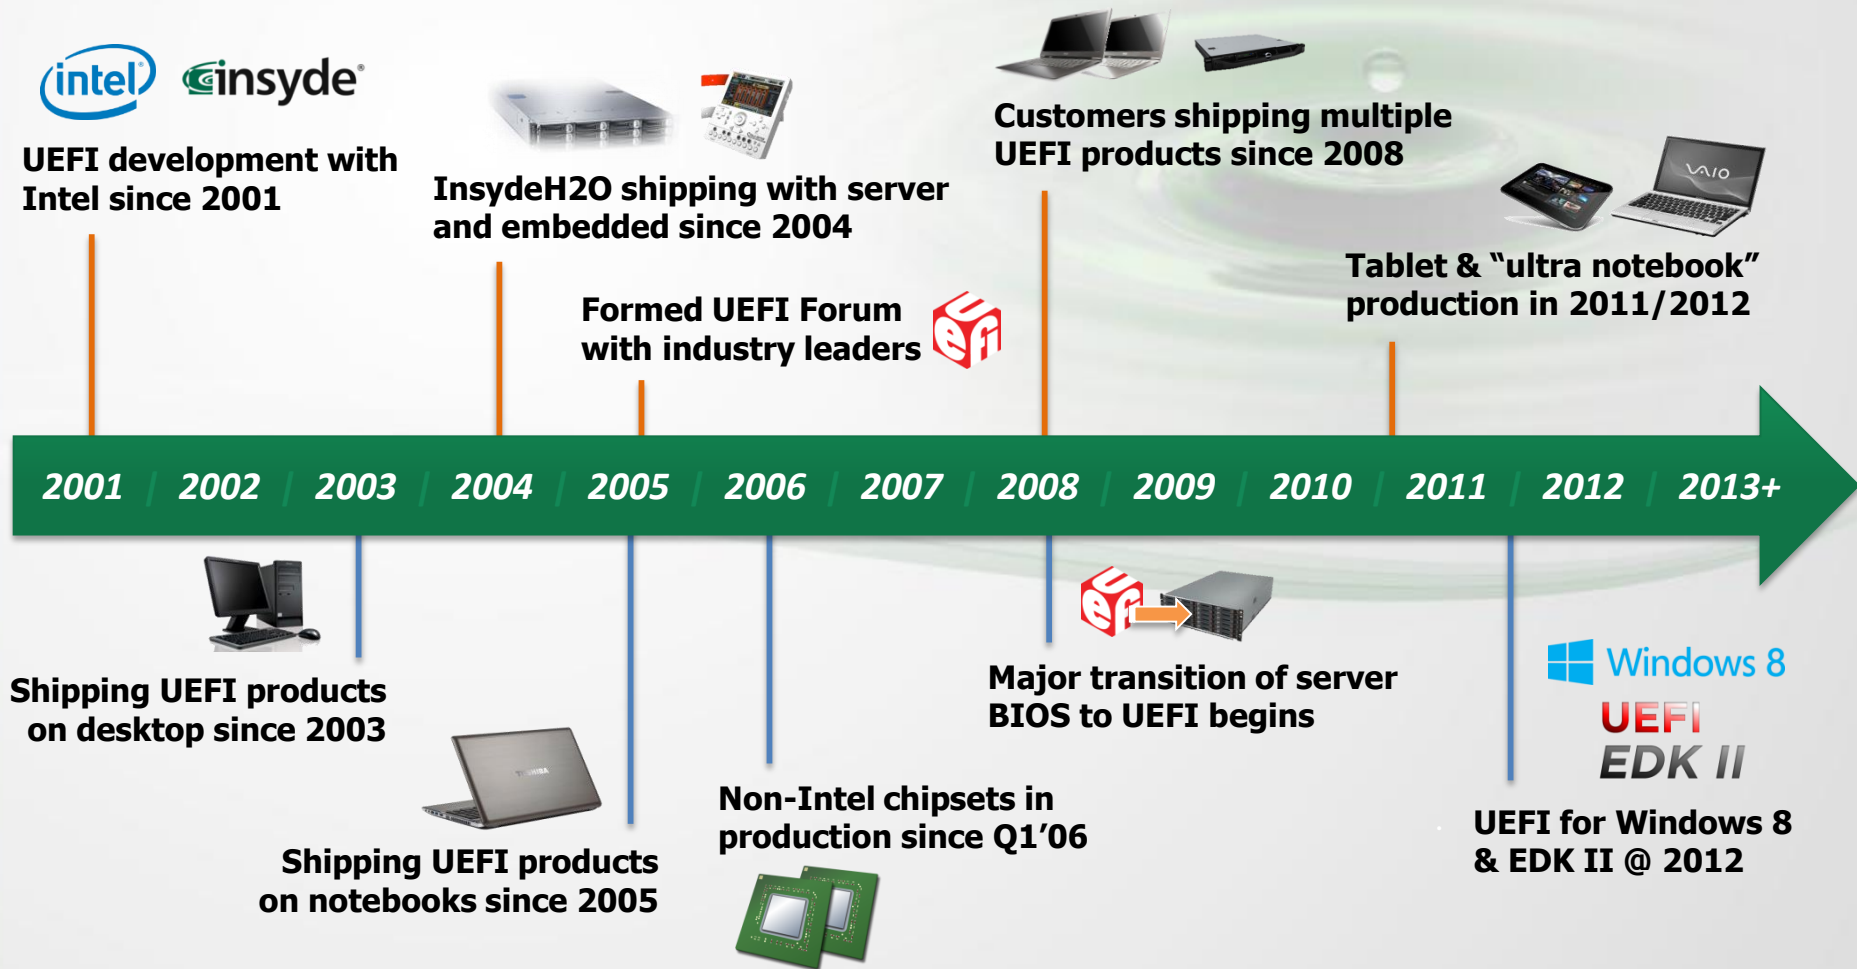 intel
insyde®
UEFI development with
Intel since 2001
InsydeH2O shipping with server
and embedded since 2004
Formed UEFI Forum
with industry leaders
UEFI
Customers shipping multiple
UEFI products since 2008
VAIO
Tablet & “ultra notebook”
production in 2011/2012
2001 / 2002 / 2003 / 2004 / 2005 / 2006 / 2007 / 2008 / 2009 / 2010 / 2011 / 2012 / 2013+
Shipping UEFI products
on desktop since 2003
TOSHIBA
Shipping UEFI products
on notebooks since 2005
Non-Intel chipsets in
production since Q1’06
UEFI
Major transition of server
BIOS to UEFI begins
Windows 8
UEFI
EDK II
UEFI for Windows 8
& EDK II @ 2012